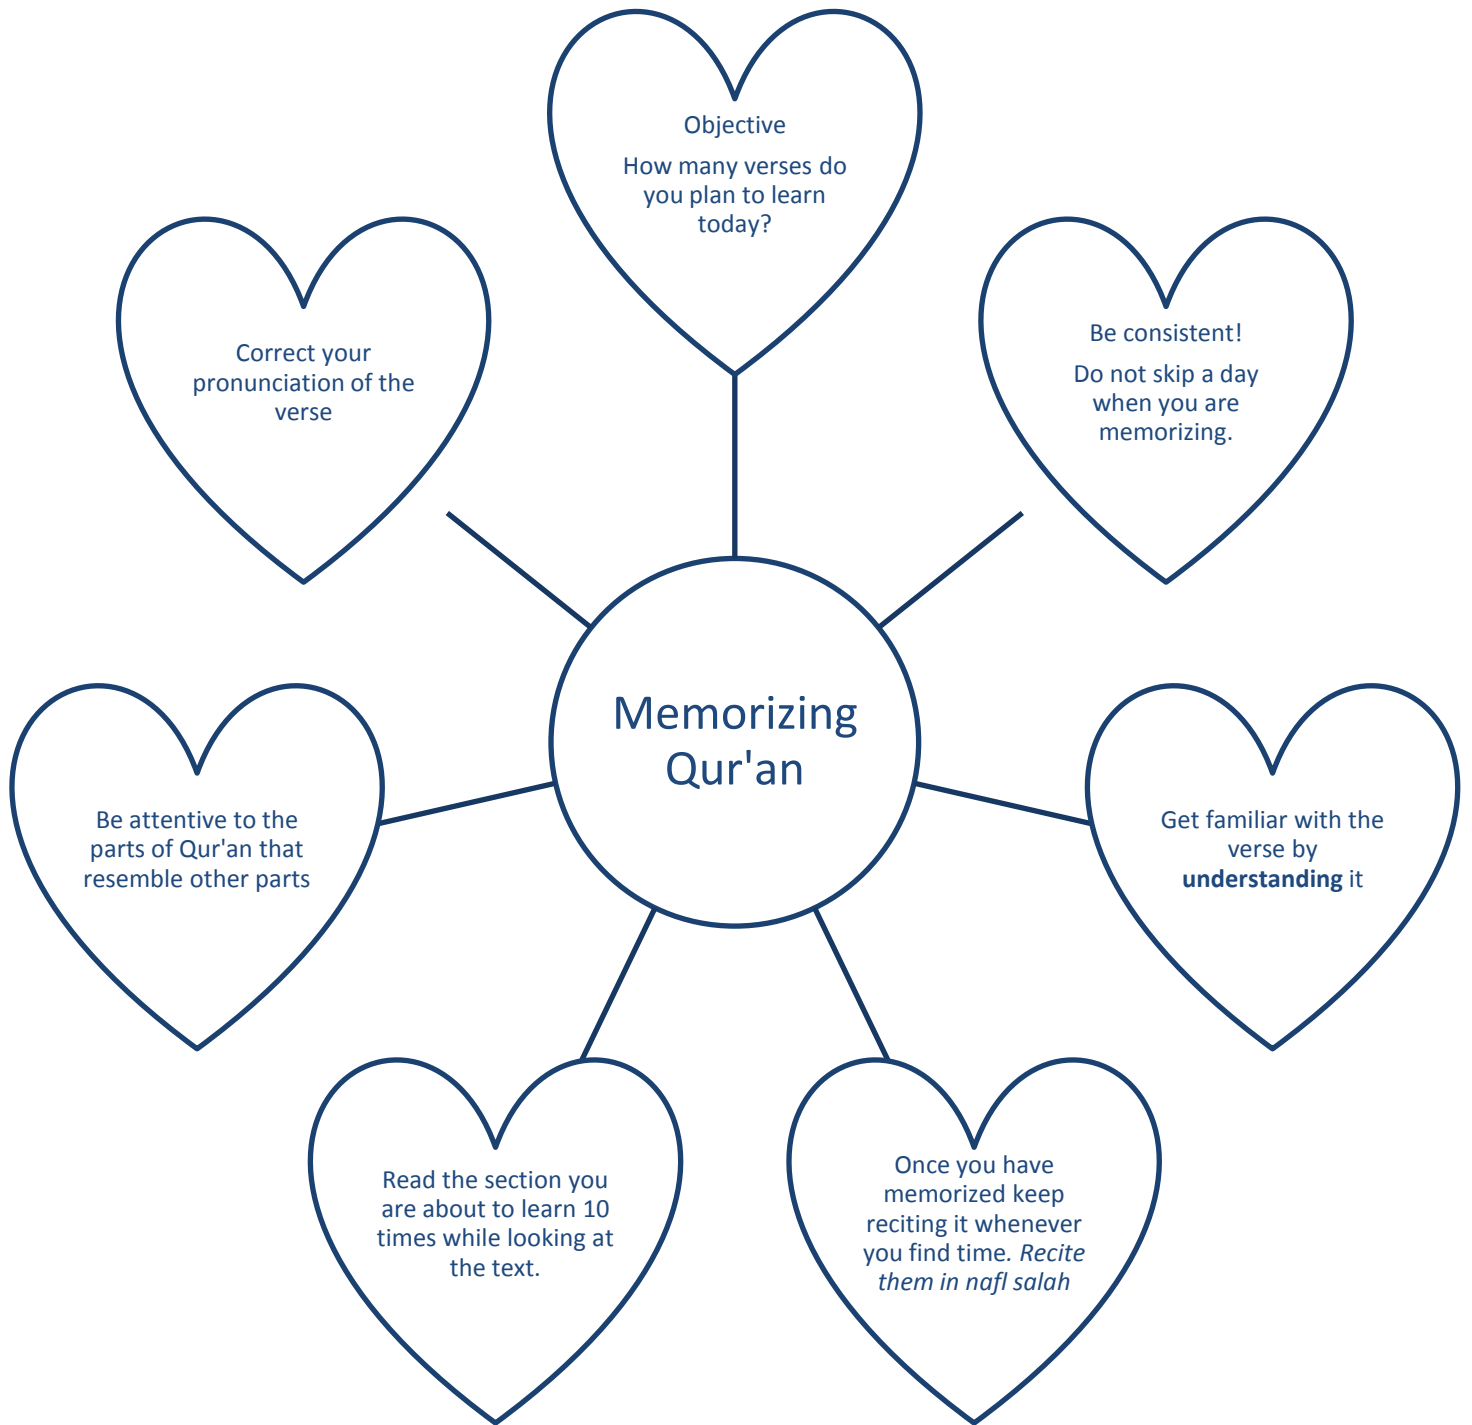 Objective
How many verses do
you plan to learn
today?
Be consistent!
Do not skip a day
when you are
memorizing.
Get familiar with the
verse by
understanding it
Once you have
memorized keep
reciting it whenever
you find time. Recite
them in nafl salah
Read the section you
are about to learn 10
times while looking at
the text.
Be attentive to the
parts of Qur'an that
resemble other parts
Correct your
pronunciation of the
verse
Memorizing
Qur'an